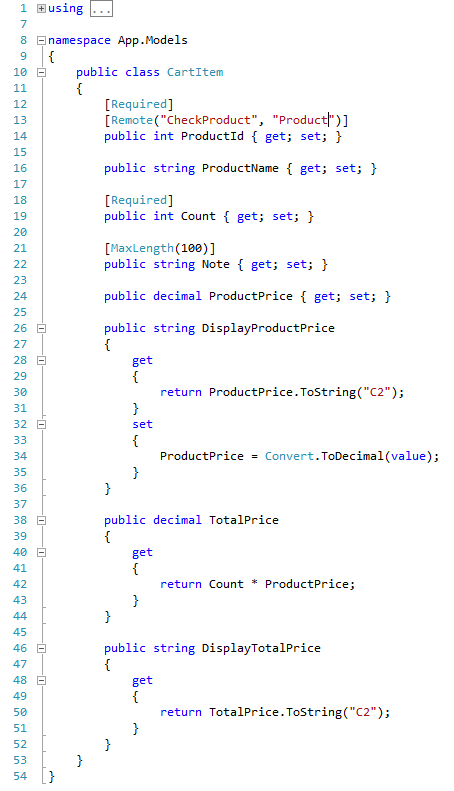 1 using ...
7
8 namespace App.Models
9 {
10     public class CartItem
11     {
12         [Required]
13         [Remote("CheckProduct", "Product")]
14         public int ProductId { get; set; }
15
16         public string ProductName { get; set; }
17
18         [Required]
19         public int Count { get; set; }
20
21         [MaxLength(100)]
22         public string Note { get; set; }
23
24         public decimal ProductPrice { get; set; }
25
26         public string DisplayProductPrice
27         {
28             get
29             {
30                 return ProductPrice.ToString("C2");
31             }
32             set
33             {
34                 ProductPrice = Convert.ToDecimal(value);
35             }
36         }
37
38         public decimal TotalPrice
39         {
40             get
41             {
42                 return Count * ProductPrice;
43             }
44         }
45
46         public string DisplayTotalPrice
47         {
48             get
49             {
50                 return TotalPrice.ToString("C2");
51             }
52         }
53     }
54 }